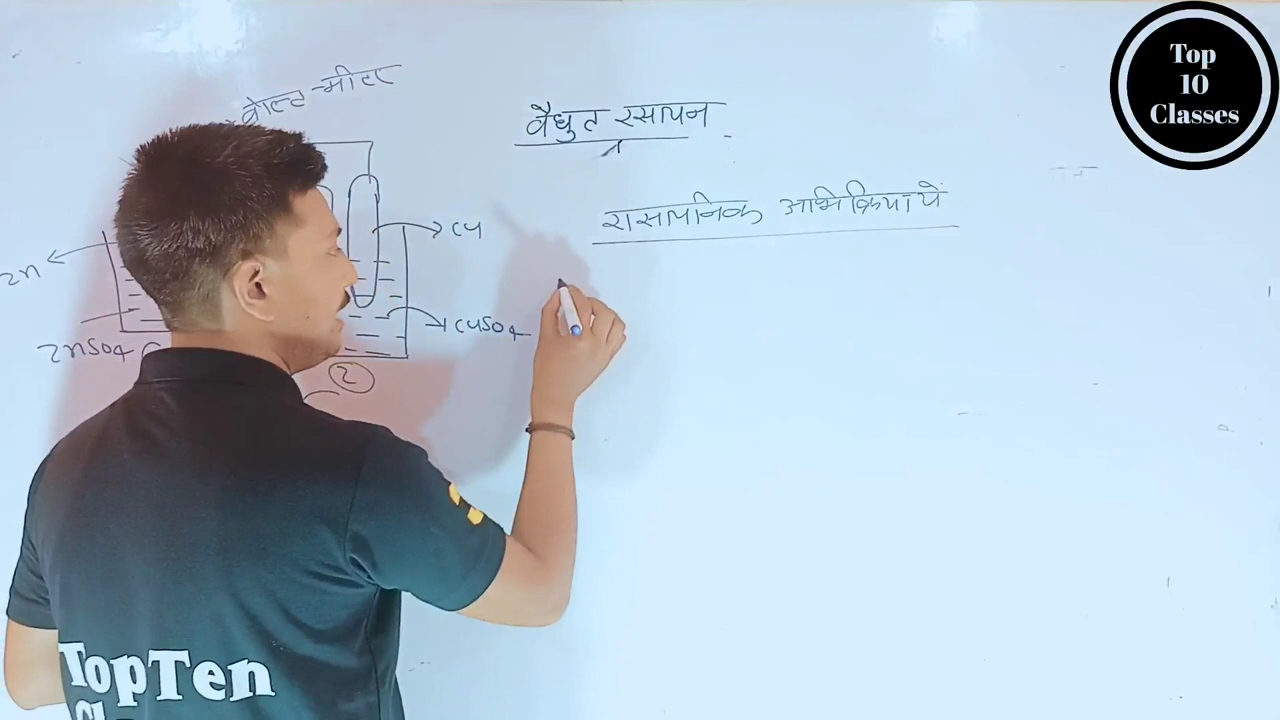 वोल्ट-मीटर
वैधुत रसायन
रासायनिक अभिक्रियायें
Cu
Zn
CuSO4
ZnSO4
2
Top
10
Classes
TopTen